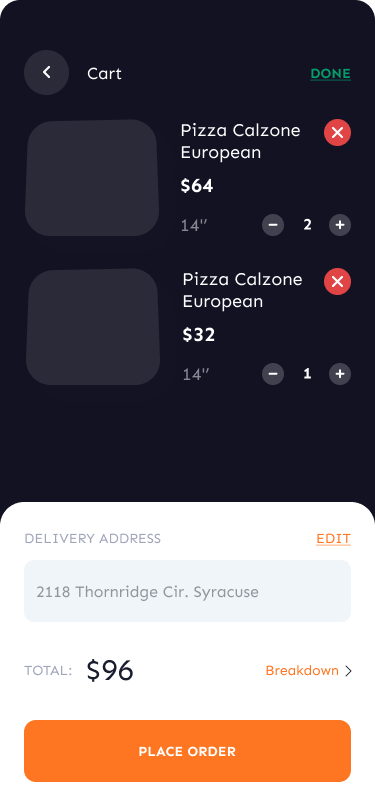 Cart
DONE
Pizza Calzone
European
$64
14″
2
Pizza Calzone
European
$32
14″
1
DELIVERY ADDRESS
EDIT
2118 Thornridge Cir. Syracuse
TOTAL: $96
Breakdown
PLACE ORDER